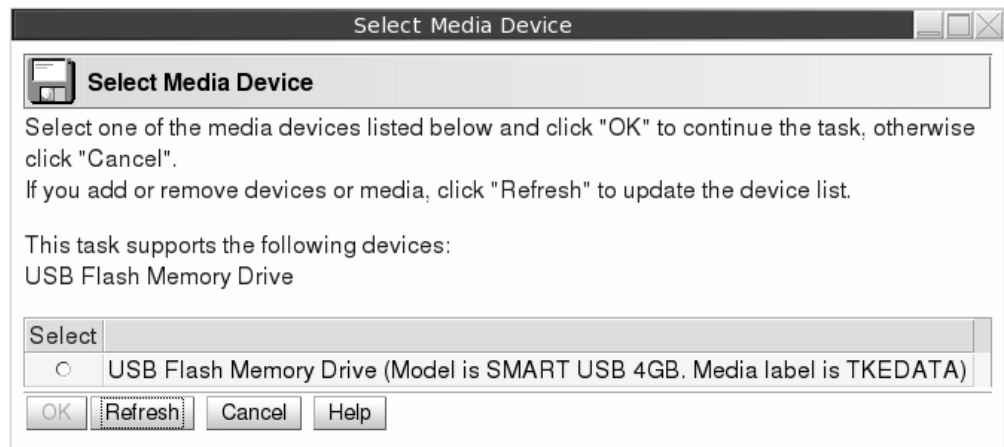 Select Media Device
Select Media Device
Select one of the media devices listed below and click "OK" to continue the task, otherwise
click "Cancel".
If you add or remove devices or media, click "Refresh" to update the device list.
This task supports the following devices:
USB Flash Memory Drive
Select
USB Flash Memory Drive (Model is SMART USB 4GB. Media label is TKEDATA)
OK Refresh Cancel Help